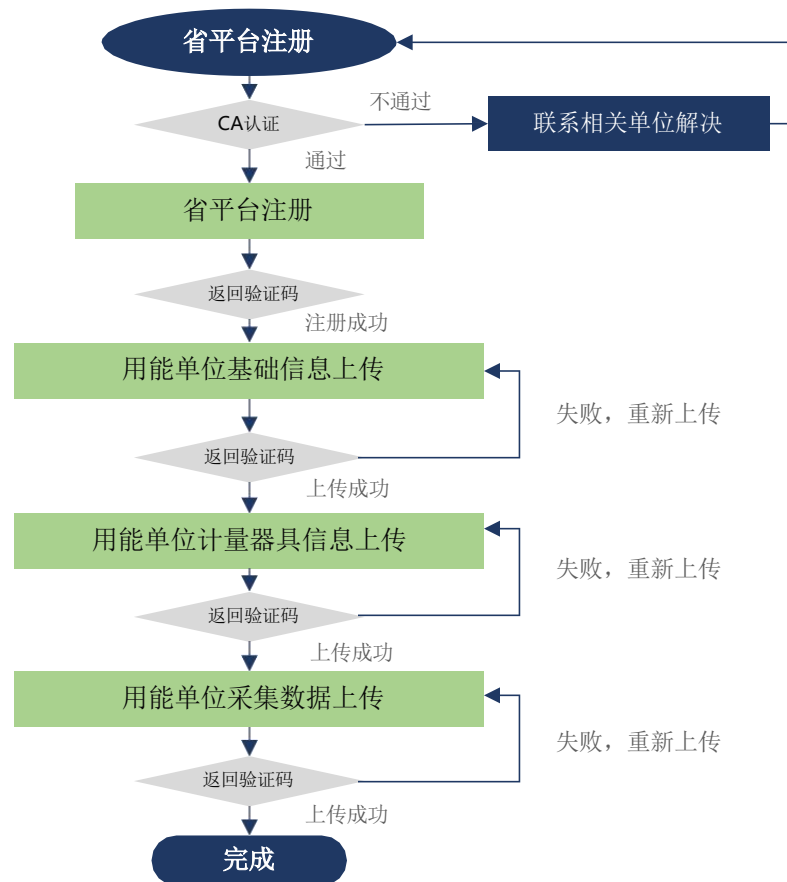 省平台注册
不通过
CA认证
联系相关单位解决
通过
省平台注册
返回验证码
注册成功
用能单位基础信息上传
失败，重新上传
返回验证码
上传成功
用能单位计量器具信息上传
失败，重新上传
返回验证码
上传成功
用能单位采集数据上传
失败，重新上传
返回验证码
上传成功
完成